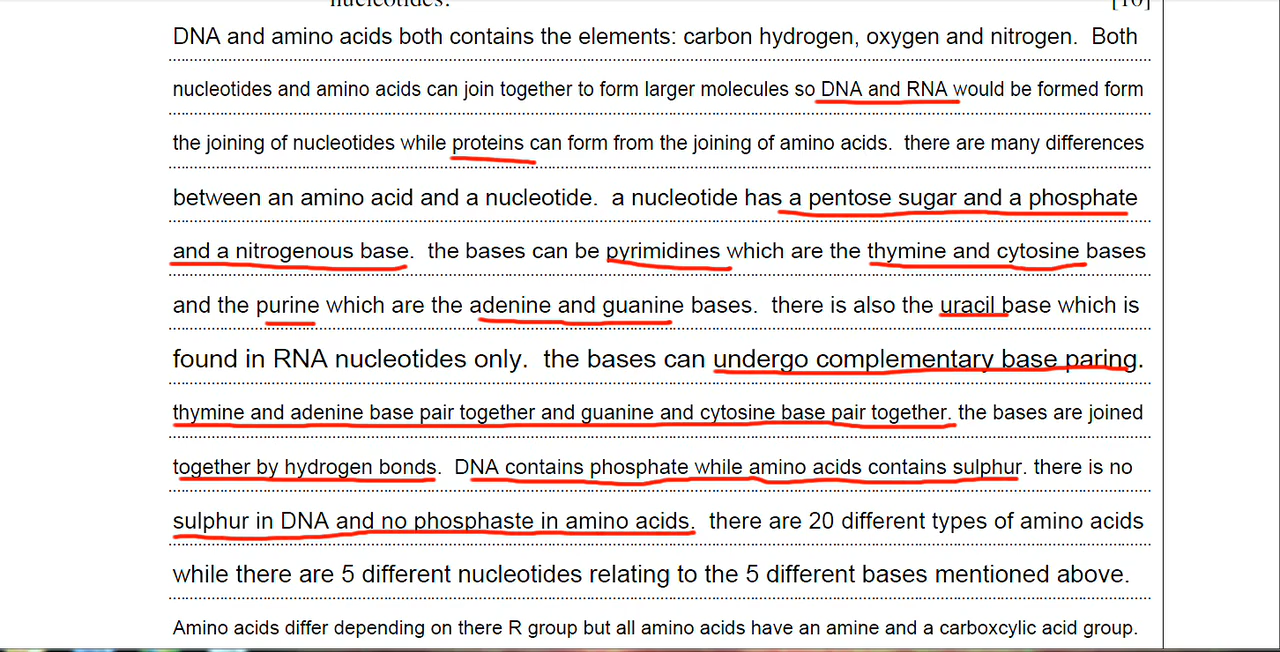 nucleotides. [10]
DNA and amino acids both contains the elements: carbon hydrogen, oxygen and nitrogen. Both
nucleotides and amino acids can join together to form larger molecules so DNA and RNA would be formed form
the joining of nucleotides while proteins can form from the joining of amino acids. there are many differences
between an amino acid and a nucleotide. a nucleotide has a pentose sugar and a phosphate
and a nitrogenous base. the bases can be pyrimidines which are the thymine and cytosine bases
and the purine which are the adenine and guanine bases. there is also the uracil base which is
found in RNA nucleotides only. the bases can undergo complementary base paring.
thymine and adenine base pair together and guanine and cytosine base pair together. the bases are joined
together by hydrogen bonds. DNA contains phosphate while amino acids contains sulphur. there is no
sulphur in DNA and no phosphaste in amino acids. there are 20 different types of amino acids
while there are 5 different nucleotides relating to the 5 different bases mentioned above.
Amino acids differ depending on there R group but all amino acids have an amine and a carboxcylic acid group.